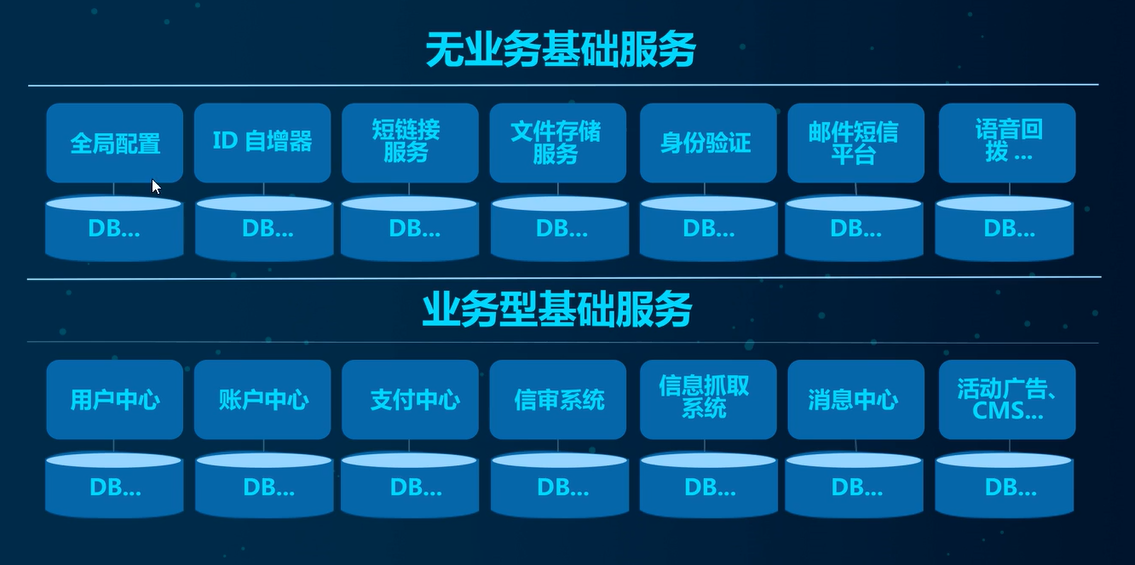 无业务基础服务
全局配置
ID 自增器
短链接
服务
文件存储
服务
身份验证
邮件短信
平台
语音回
拨 ...
DB...
DB...
DB...
DB...
DB...
DB...
DB...
业务型基础服务
用户中心
账户中心
支付中心
信审系统
信息抓取
系统
消息中心
活动广告、
CMS...
DB...
DB...
DB...
DB...
DB...
DB...
DB...